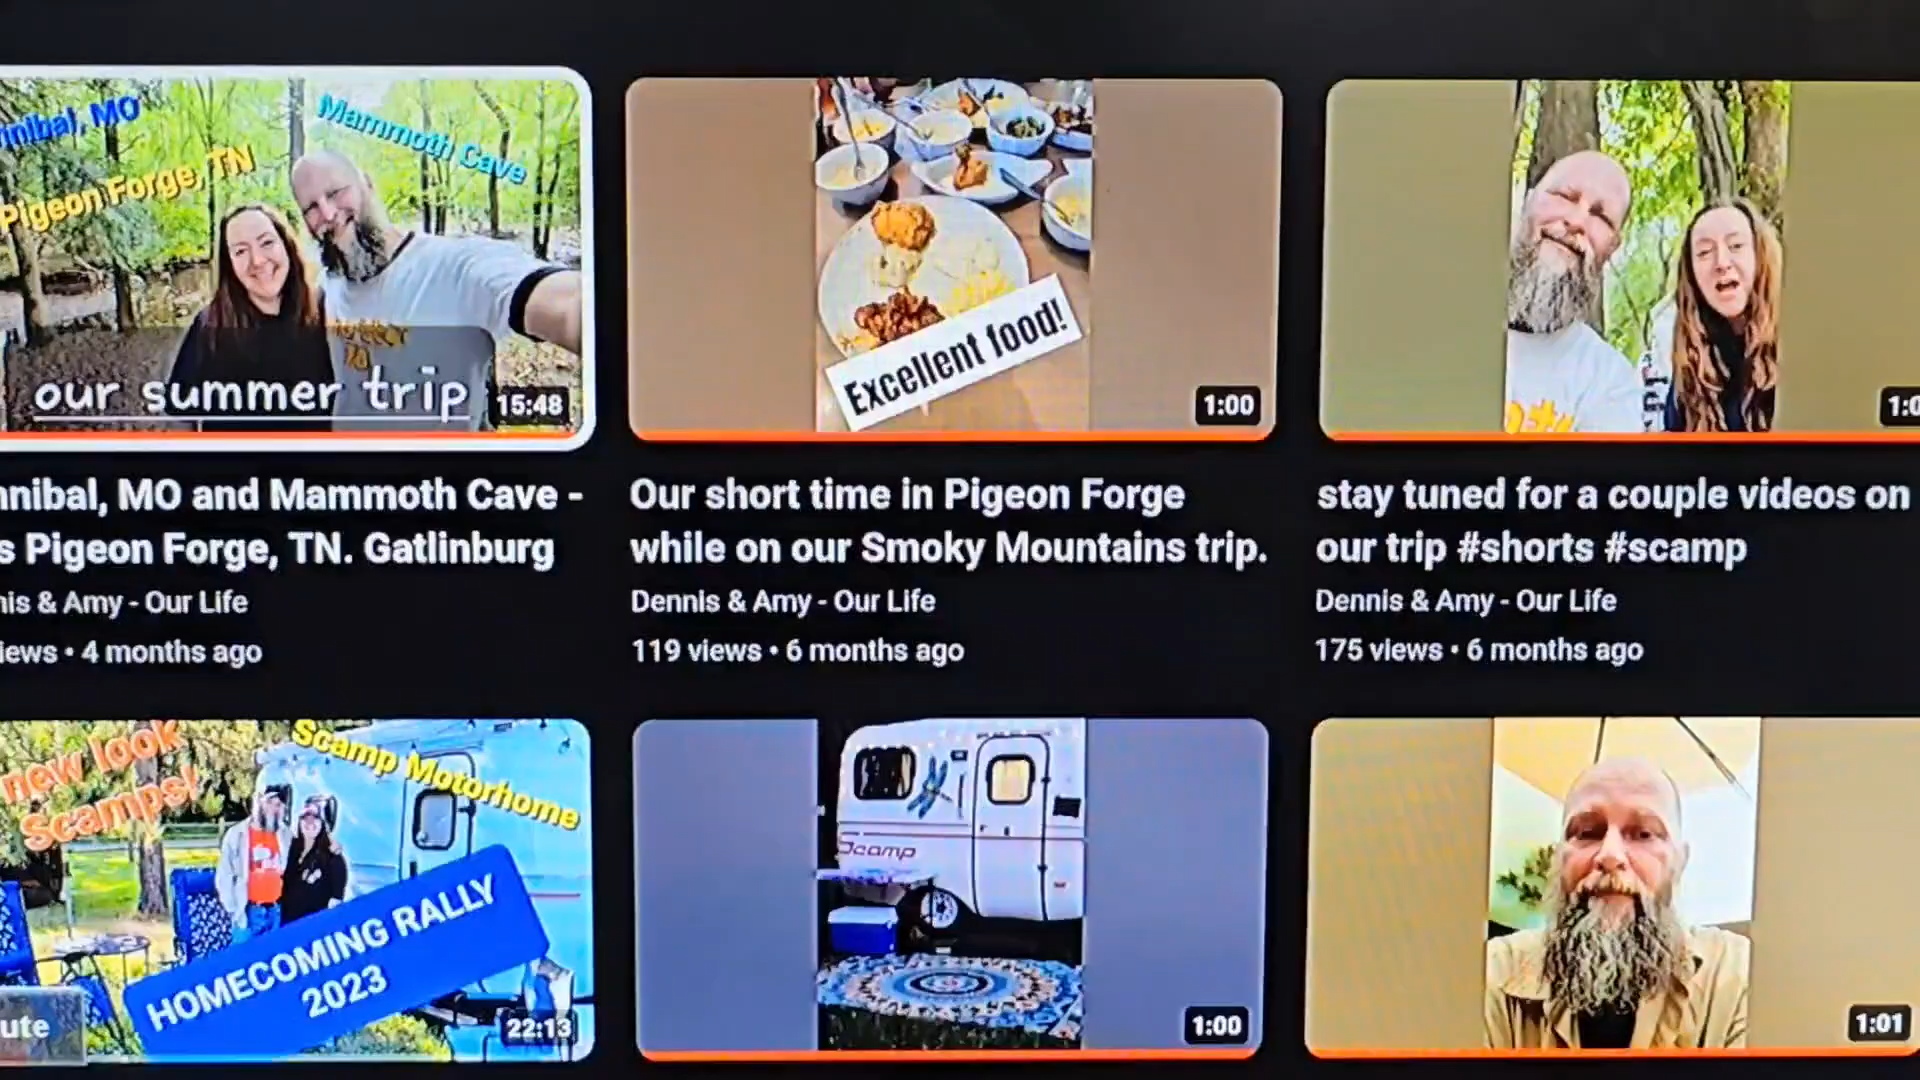 nnibal, MO
Mammoth Cave
Pigeon Forge, TN
our summer trip
15:48
Excellent food!
1:00
nnibal, MO and Mammoth Cave -
s Pigeon Forge, TN. Gatlinburg
nis & Amy - Our Life
iews • 4 months ago
Our short time in Pigeon Forge
while on our Smoky Mountains trip.
Dennis & Amy - Our Life
119 views • 6 months ago
stay tuned for a couple videos on
our trip #shorts #scamp
Dennis & Amy - Our Life
175 views • 6 months ago
new look
Scamps!
Scamp Motorhome
HOMECOMING RALLY
2023
ute
22:13
Scamp
1:00
1:01